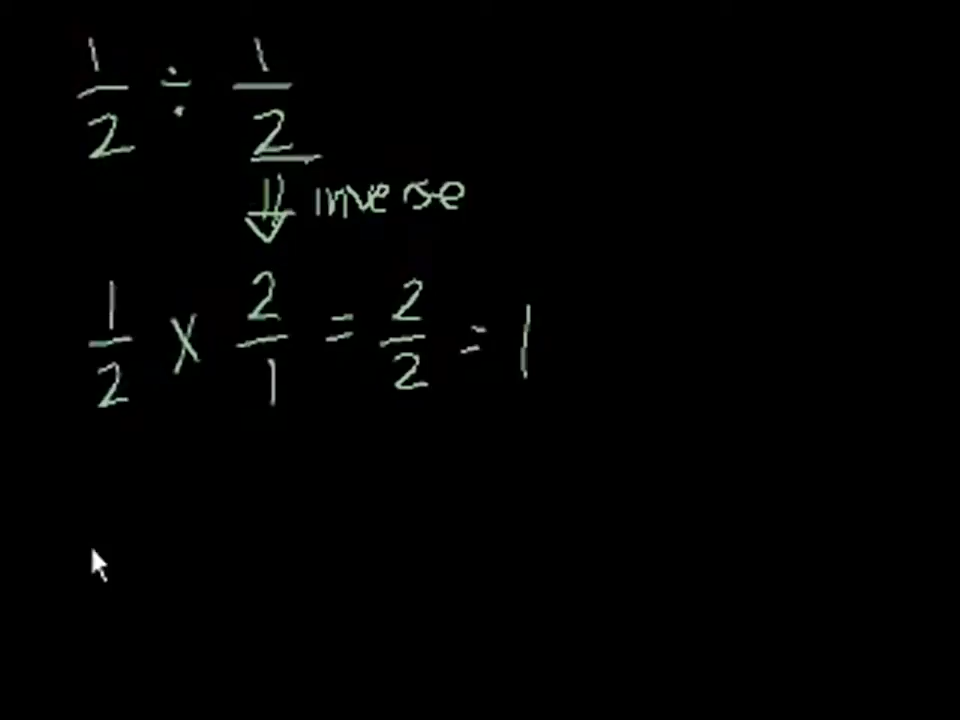 1/2 ÷ 1/2
inverse
1/2 x 2/1 = 2/2 = 1